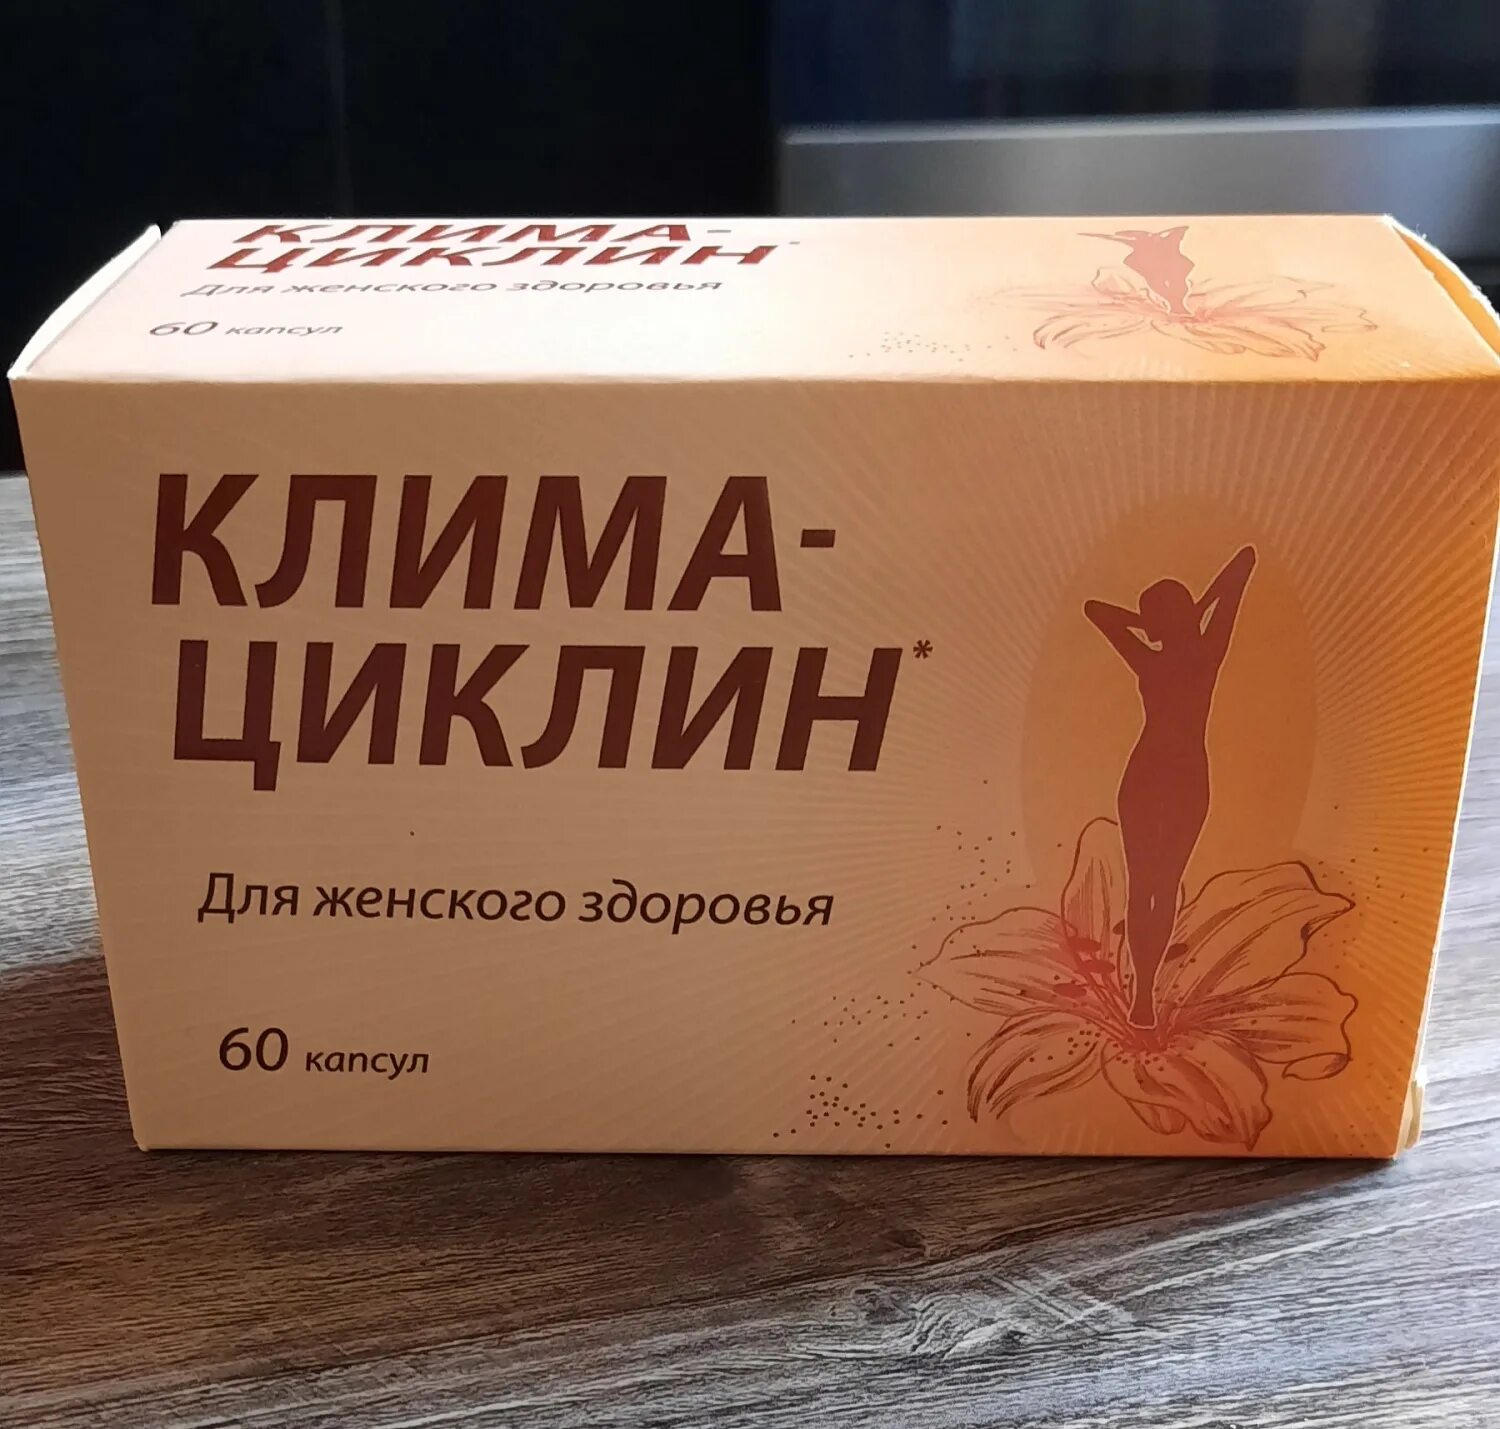 КЛИМА-
ЦИКЛИН*
Для женского здоровья
60 капсул
КЛИМА-
ЦИКЛИН*
Для женского здоровья
60 капсул